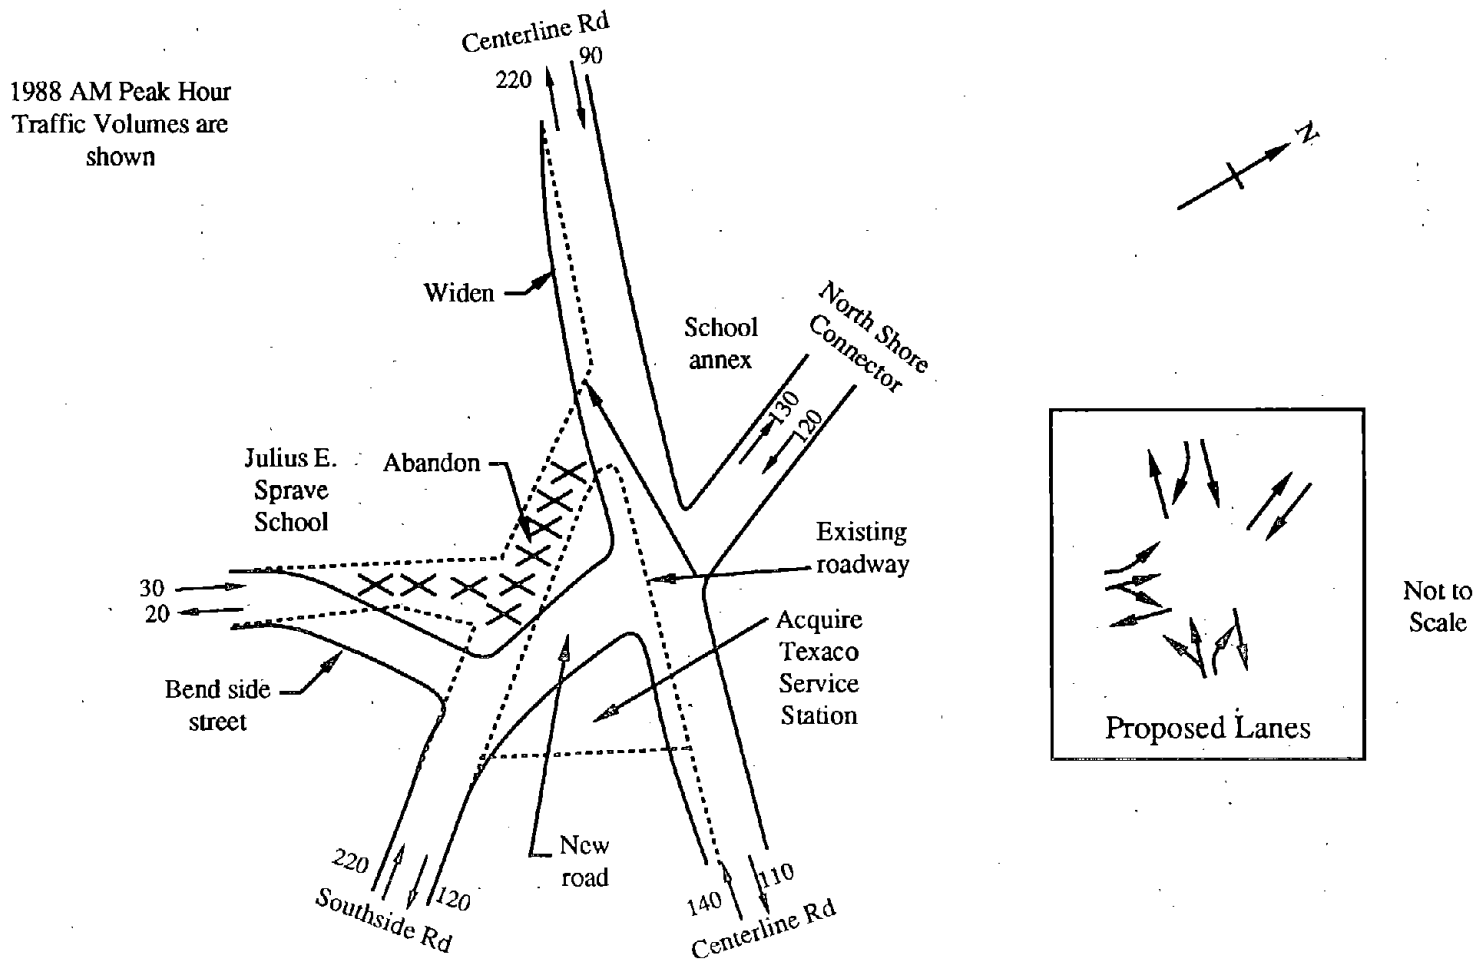 Centerline Rd
220
90
1988 AM Peak Hour
Traffic Volumes are
shown
N
Widen
School
annex
North Shore
Connector
130
120
Julius E.
Sprave
School
Abandon
Existing
roadway
30
20
Acquire
Texaco
Service
Station
Bend side
street
Not to
Scale
Proposed Lanes
New
road
220
120
Southside Rd
140
110
Centerline Rd